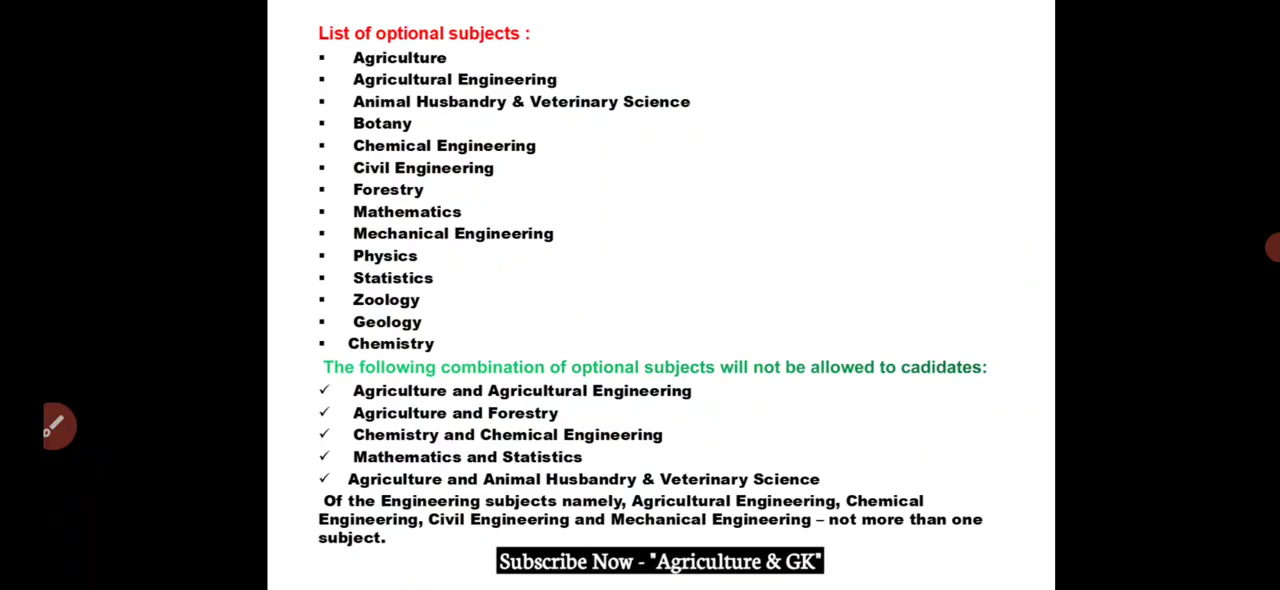 List of optional subjects :
▪ Agriculture
▪ Agricultural Engineering
▪ Animal Husbandry & Veterinary Science
▪ Botany
▪ Chemical Engineering
▪ Civil Engineering
▪ Forestry
▪ Mathematics
▪ Mechanical Engineering
▪ Physics
▪ Statistics
▪ Zoology
▪ Geology
▪ Chemistry
The following combination of optional subjects will not be allowed to cadidates:
✓ Agriculture and Agricultural Engineering
✓ Agriculture and Forestry
✓ Chemistry and Chemical Engineering
✓ Mathematics and Statistics
✓ Agriculture and Animal Husbandry & Veterinary Science
Of the Engineering subjects namely, Agricultural Engineering, Chemical
Engineering, Civil Engineering and Mechanical Engineering – not more than one
subject.
Subscribe Now - "Agriculture & GK"